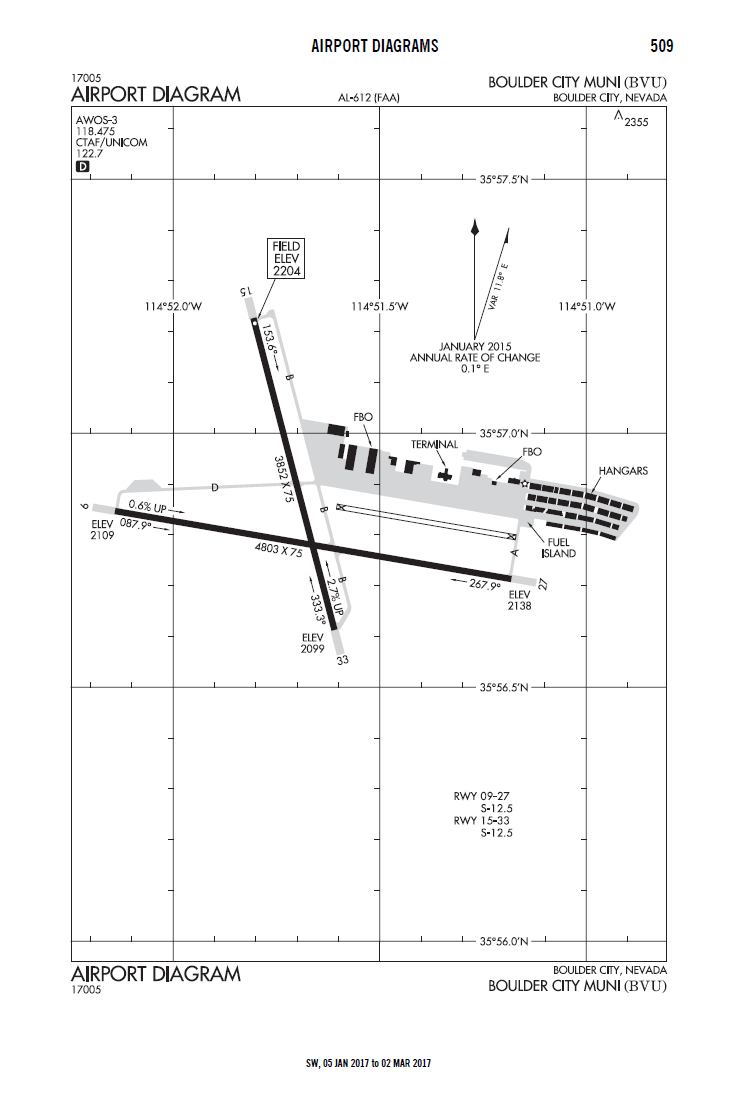 AIRPORT DIAGRAMS
509
17005
AIRPORT DIAGRAM
AL-612 (FAA)
BOULDER CITY MUNI (BVU)
BOULDER CITY, NEVADA
AWOS-3
118.475
CTAF/UNICOM
122.7
D
2355
35°57.5'N
FIELD
ELEV
2204
VAR 11.8° E
15
114°52.0'W
114°51.5'W
114°51.0'W
153.6°
JANUARY 2015
ANNUAL RATE OF CHANGE
0.1° E
B
FBO
35°57.0'N
TERMINAL
FBO
HANGARS
3852 X 75
D
9
0.6% UP
087.9°
ELEV
2109
B
4803 X 75
A
FUEL
ISLAND
267.9°
27
ELEV
2138
B
2.7% UP
333.3°
ELEV
2099
33
35°56.5'N
RWY 09-27
S-12.5
RWY 15-33
S-12.5
35°56.0'N
AIRPORT DIAGRAM
17005
BOULDER CITY, NEVADA
BOULDER CITY MUNI (BVU)
SW, 05 JAN 2017 to 02 MAR 2017